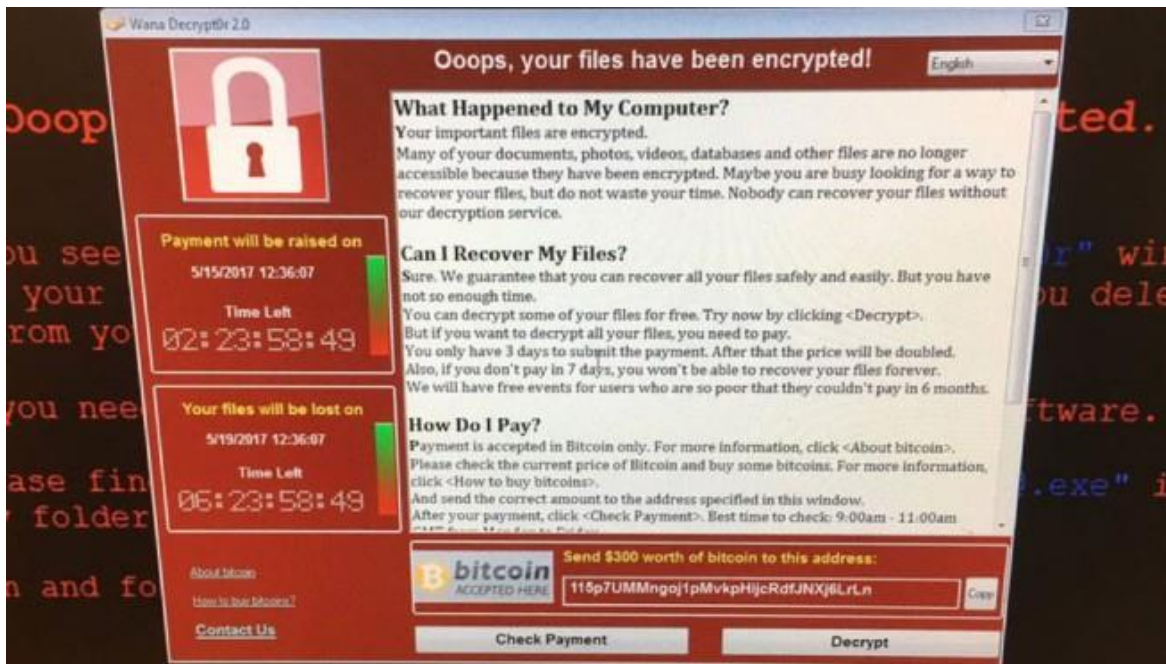 Wana Decrypt0r 2.0
Ooops, your files have been encrypted!
English
What Happened to My Computer?
Your important files are encrypted.
Many of your documents, photos, videos, databases and other files are no longer
accessible because they have been encrypted. Maybe you are busy looking for a way to
recover your files, but do not waste your time. Nobody can recover your files without
our decryption service.
Can I Recover My Files?
Sure. We guarantee that you can recover all your files safely and easily. But you have
not so enough time.
You can decrypt some of your files for free. Try now by clicking <Decrypt>.
But if you want to decrypt all your files, you need to pay.
You only have 3 days to submit the payment. After that the price will be doubled.
Also, if you don't pay in 7 days, you won't be able to recover your files forever.
We will have free events for users who are so poor that they couldn't pay in 6 months.
How Do I Pay?
Payment is accepted in Bitcoin only. For more information, click <About bitcoin>.
Please check the current price of Bitcoin and buy some bitcoins. For more information,
click <How to buy bitcoins>.
And send the correct amount to the address specified in this window.
After your payment, click <Check Payment>. Best time to check: 9:00am - 11:00am
GMT from Monday to Friday.
Payment will be raised on
5/15/2017 12:36:07
Time Left
02:23:58:49
Your files will be lost on
5/19/2017 12:36:07
Time Left
06:23:58:49
About bitcoin
How to buy bitcoins?
Contact Us
bitcoin
ACCEPTED HERE
Send $300 worth of bitcoin to this address:
115p7UMMngoj1pMvkpHijcRdfJNXj6LrLn
Copy
Check Payment
Decrypt
Ooop
ted.
ou see
r" wi
your
ou dele
rom yo
you nee
tware.
ase fin
.exe" i
folder
n and fo